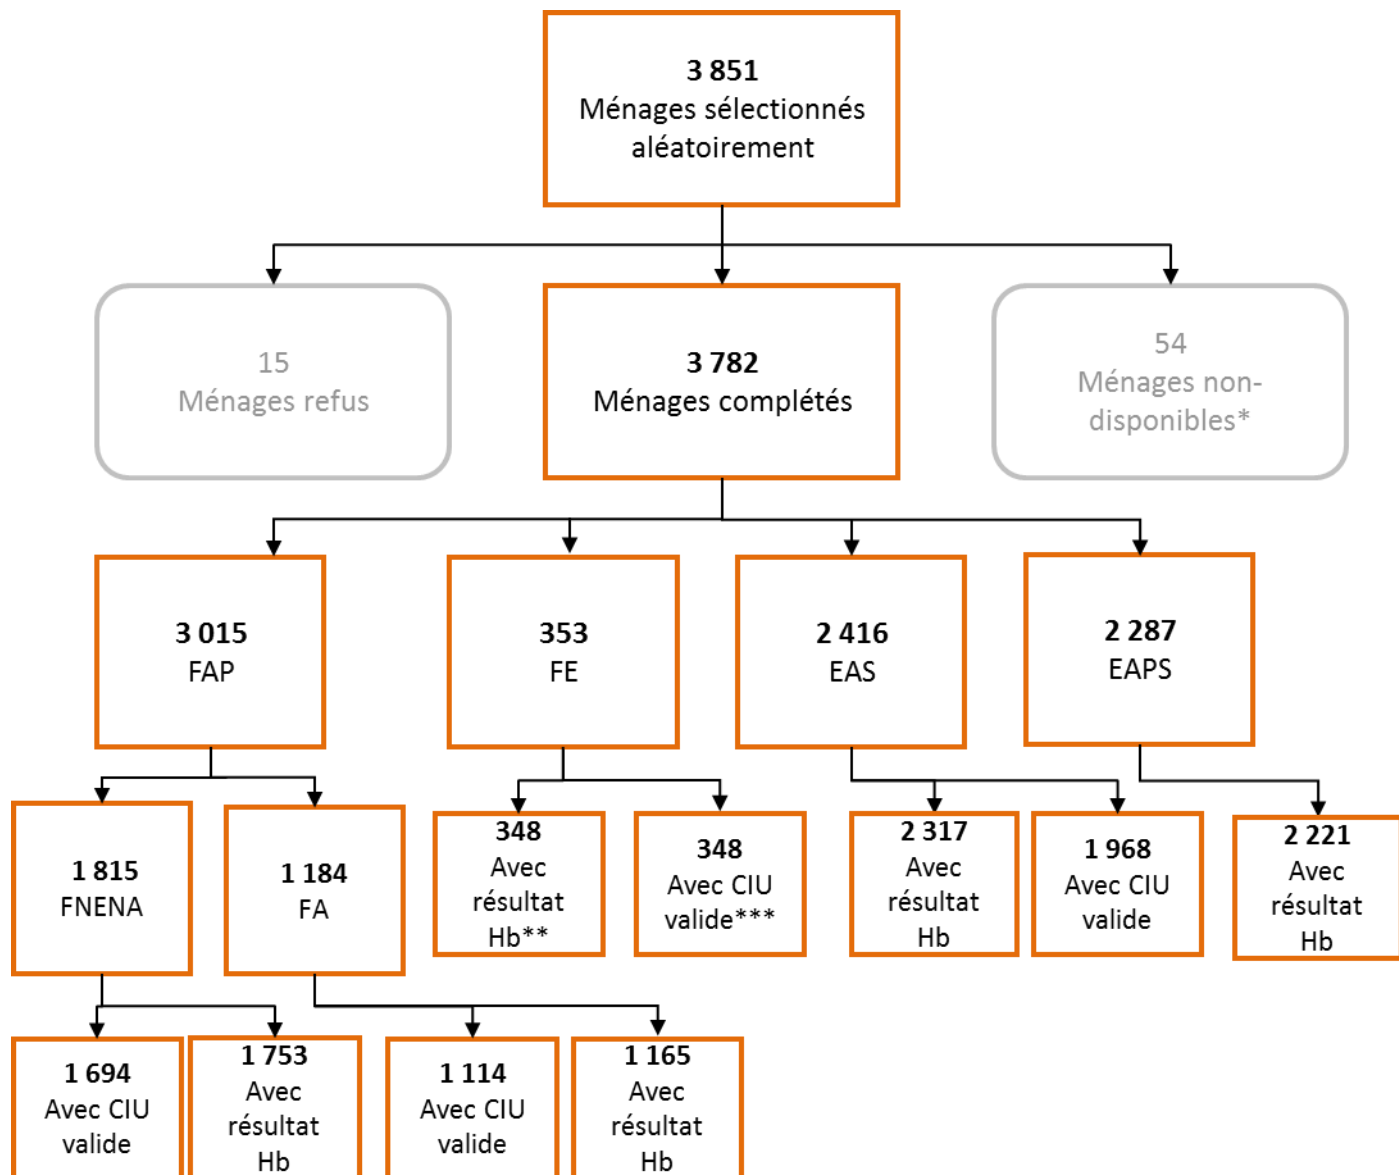 3 851
Ménages sélectionnés
aléatoirement
15
Ménages refus
3 782
Ménages complétés
54
Ménages non-
disponibles*
3 015
FAP
353
FE
2 416
EAS
2 287
EAPS
1 815
FNENA
1 184
FA
348
Avec
résultat
Hb**
348
Avec CIU
valide***
2 317
Avec
résultat
Hb
1 968
Avec CIU
valide
2 221
Avec
résultat
Hb
1 694
Avec CIU
valide
1 753
Avec
résultat
Hb
1 114
Avec CIU
valide
1 165
Avec
résultat
Hb